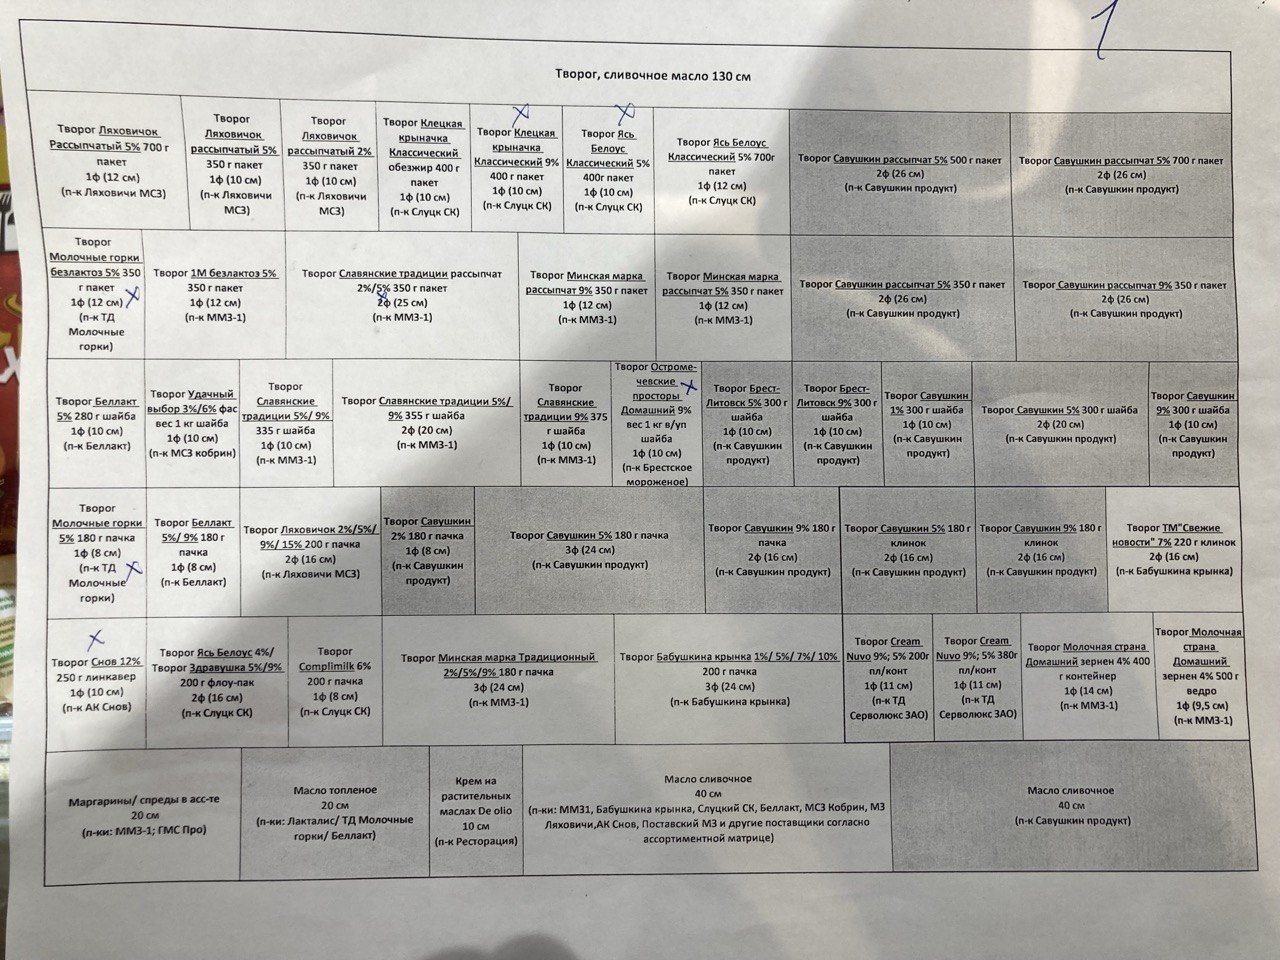 1
Творог, сливочное масло 130 см
Творог Ляховичок
Рассыпчатый 5% 700 г
пакет
1ф (12 см)
(п-к Ляховичи МСЗ)
Творог
Ляховичок
рассыпчатый 5%
350 г пакет
1ф (10 см)
(п-к Ляховичи
МСЗ)
Творог
Ляховичок
рассыпчатый 2%
350 г пакет
1ф (10 см)
(п-к Ляховичи
МСЗ)
Творог Клецкая
крыначка
Классический
обезжир 400 г
пакет
1ф (10 см)
(п-к Слуцк СК)
Творог Клецкая
крыначка
Классический 9%
400 г пакет
1ф (10 см)
(п-к Слуцк СК)
Творог Ясь
Белоус
Классический 5%
400г пакет
1ф (10 см)
(п-к Слуцк СК)
Творог Ясь Белоус
Классический 5% 700г
пакет
1ф (12 см)
(п-к Слуцк СК)
Творог Савушкин рассыпчат 5% 500 г пакет
2ф (26 см)
(п-к Савушкин продукт)
Творог Савушкин рассыпчат 5% 700 г пакет
2ф (26 см)
(п-к Савушкин продукт)
Творог
Молочные горки
безлактоз 5% 350
г пакет
1ф (12 см)
(п-к ТД
Молочные
горки)
Творог 1М безлактоз 5%
350 г пакет
1ф (12 см)
(п-к ММЗ-1)
Творог Славянские традиции рассыпчат
2%/5% 350 г пакет
2ф (25 см)
(п-к ММЗ-1)
Творог Минская марка
рассыпчат 9% 350 г пакет
1ф (12 см)
(п-к ММЗ-1)
Творог Минская марка
рассыпчат 5% 350 г пакет
1ф (12 см)
(п-к ММЗ-1)
Творог Савушкин рассыпчат 5% 350 г пакет
2ф (26 см)
(п-к Савушкин продукт)
Творог Савушкин рассыпчат 9% 350 г пакет
2ф (26 см)
(п-к Савушкин продукт)
Творог Беллакт
5% 280 г шайба
1ф (10 см)
(п-к Беллакт)
Творог Удачный
выбор 3%/6% фас
вес 1 кг шайба
1ф (10 см)
(п-к МСЗ кобрин)
Творог
Славянские
традиции 5%/ 9%
335 г шайба
1ф (10 см)
(п-к ММЗ-1)
Творог Славянские традиции 5%/
9% 355 г шайба
2ф (20 см)
(п-к ММЗ-1)
Творог
Славянские
традиции 9% 375
г шайба
1ф (10 см)
(п-к ММЗ-1)
Творог Остроме-
чевские
просторы
Домашний 9%
вес 1 кг в/уп
шайба
1ф (10 см)
(п-к Брестское
мороженое)
Творог Брест-
Литовск 5% 300 г
шайба
1ф (10 см)
(п-к Савушкин
продукт)
Творог Брест-
Литовск 9% 300 г
шайба
1ф (10 см)
(п-к Савушкин
продукт)
Творог Савушкин
1% 300 г шайба
1ф (10 см)
(п-к Савушкин
продукт)
Творог Савушкин 5% 300 г шайба
2ф (20 см)
(п-к Савушкин продукт)
Творог Савушкин
9% 300 г шайба
1ф (10 см)
(п-к Савушкин
продукт)
Творог
Молочные горки
5% 180 г пачка
1ф (8 см)
(п-к ТД
Молочные
горки)
Творог
Беллакт
5%/ 9% 180 г
пачка
1ф (8 см)
(п-к Беллакт)
Творог Ляховичок 2%/5%/
9%/ 15% 200 г пачка
2ф (16 см)
(п-к Ляховичи МСЗ)
Творог Савушкин
2% 180 г пачка
1ф (8 см)
(п-к Савушкин
продукт)
Творог Савушкин 5% 180 г пачка
3ф (24 см)
(п-к Савушкин продукт)
Творог Савушкин 9% 180 г
пачка
2ф (16 см)
(п-к Савушкин продукт)
Творог Савушкин 5% 180 г
клинок
2ф (16 см)
(п-к Савушкин продукт)
Творог Савушкин 9% 180 г
клинок
2ф (16 см)
(п-к Савушкин продукт)
Творог ТМ"Свежие
новости" 7% 220 г клинок
2ф (16 см)
(п-к Бабушкина крынка)
Творог Снов 12%
250 г линкавер
1ф (10 см)
(п-к АК Снов)
Творог Ясь Белоус 4%/
Творог Здравушка 5%/9%
200 г флоу-пак
2ф (16 см)
(п-к Слуцк СК)
Творог
Complimilk 6%
200 г пачка
1ф (8 см)
(п-к Слуцк СК)
Творог Минская марка Традиционный
2%/5%/9% 180 г пачка
3ф (24 см)
(п-к ММЗ-1)
Творог Бабушкина крынка 1%/ 5%/ 7%/ 10%
200 г пачка
3ф (24 см)
(п-к Бабушкина крынка)
Творог Cream
Nuvo 9%; 5% 200г
пл/конт
1ф (11 см)
(п-к ТД
Серволюкс ЗАО)
Творог Cream
Nuvo 9%; 5% 380г
пл/конт
1ф (11 см)
(п-к ТД
Серволюкс ЗАО)
Творог Молочная страна
Домашний зернен 4% 400
г контейнер
1ф (14 см)
(п-к ММЗ-1)
Творог Молочная
страна
Домашний
зернен 4% 500 г
ведро
1ф (9,5 см)
(п-к ММЗ-1)
Маргарины/ спреды в асс-те
20 см
(п-ки: ММЗ-1; ГМС Про)
Масло топленое
20 см
(п-ки: Лакталис/ ТД Молочные
горки/ Беллакт)
Крем на
растительных
маслах De olio
10 см
(п-к Ресторация)
Масло сливочное
40 см
(п-ки: ММЗ1, Бабушкина крынка, Слуцкий СК, Беллакт, МСЗ Кобрин, МЗ
Ляховичи,АК Снов, Поставский МЗ и другие поставщики согласно
ассортиментной матрице)
Масло сливочное
40 см
(п-к Савушкин продукт)